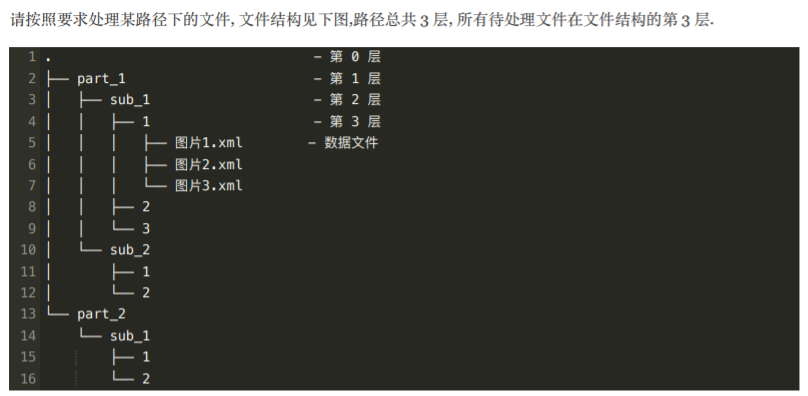 请按照要求处理某路径下的文件, 文件结构见下图,路径总共 3 层, 所有待处理文件在文件结构的第 3 层.
1 . – 第 0 层
2 ├── part_1 – 第 1 层
3 │   ├── sub_1 – 第 2 层
4 │   │   ├── 1 – 第 3 层
5 │   │   │   ├── 图片1.xml – 数据文件
6 │   │   │   ├── 图片2.xml
7 │   │   │   └── 图片3.xml
8 │   │   ├── 2
9 │   │   └── 3
10 │   └── sub_2
11 │       ├── 1
12 │       └── 2
13 └── part_2
14     └── sub_1
15         ├── 1
16         └── 2